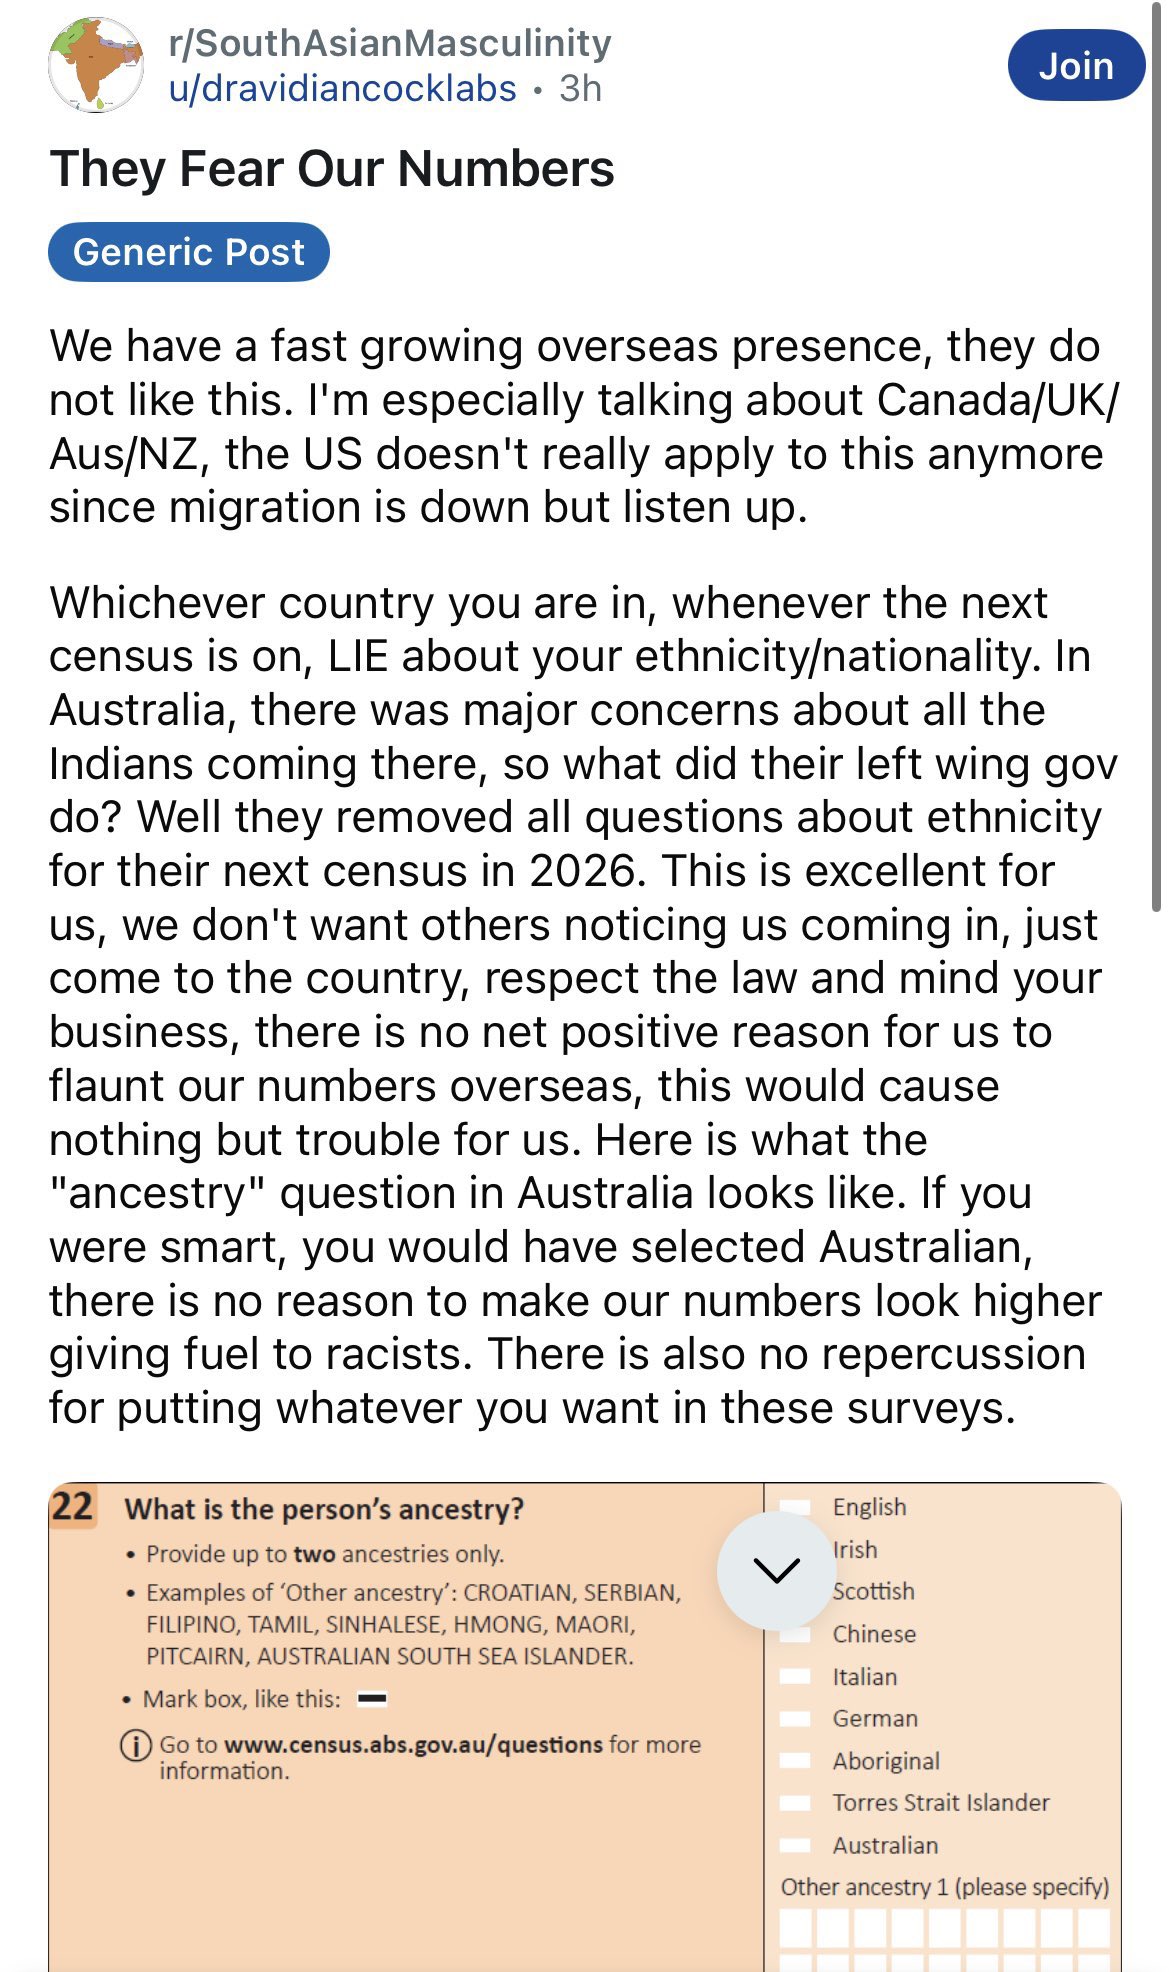 r/SouthAsianMasculinity
u/dravidiancocklabs • 3h
Join
They Fear Our Numbers
Generic Post
We have a fast growing overseas presence, they do
not like this. I'm especially talking about Canada/UK/
Aus/NZ, the US doesn't really apply to this anymore
since migration is down but listen up.
Whichever country you are in, whenever the next
census is on, LIE about your ethnicity/nationality. In
Australia, there was major concerns about all the
Indians coming there, so what did their left wing gov
do? Well they removed all questions about ethnicity
for their next census in 2026. This is excellent for
us, we don't want others noticing us coming in, just
come to the country, respect the law and mind your
business, there is no net positive reason for us to
flaunt our numbers overseas, this would cause
nothing but trouble for us. Here is what the
"ancestry" question in Australia looks like. If you
were smart, you would have selected Australian,
there is no reason to make our numbers look higher
giving fuel to racists. There is also no repercussion
for putting whatever you want in these surveys.
22 What is the person's ancestry?
• Provide up to two ancestries only.
• Examples of 'Other ancestry': CROATIAN, SERBIAN,
FILIPINO, TAMIL, SINHALESE, HMONG, MAORI,
PITCAIRN, AUSTRALIAN SOUTH SEA ISLANDER.
• Mark box, like this:
i Go to www.census.abs.gov.au/questions for more
information.
English
Irish
Scottish
Chinese
Italian
German
Aboriginal
Torres Strait Islander
Australian
Other ancestry 1 (please specify)